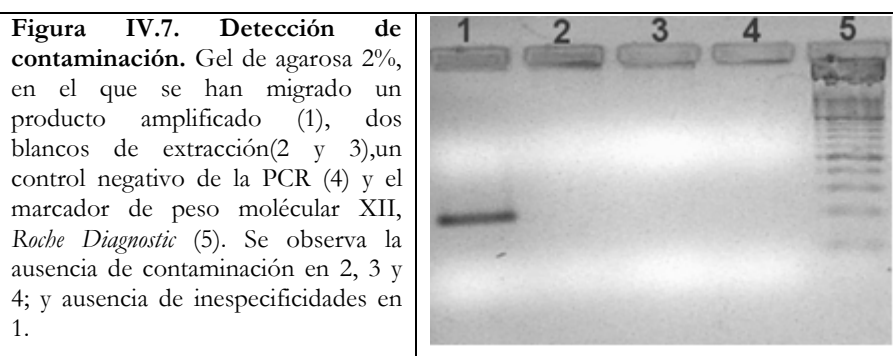 Figura IV.7. Detección de
contaminación. Gel de agarosa 2%,
en el que se han migrado un
producto amplificado (1), dos
blancos de extracción(2 y 3),un
control negativo de la PCR (4) y el
marcador de peso molécular XII,
Roche Diagnostic (5). Se observa la
ausencia de contaminación en 2, 3 y
4; y ausencia de inespecificidades en
1.
1 2 3 4 5